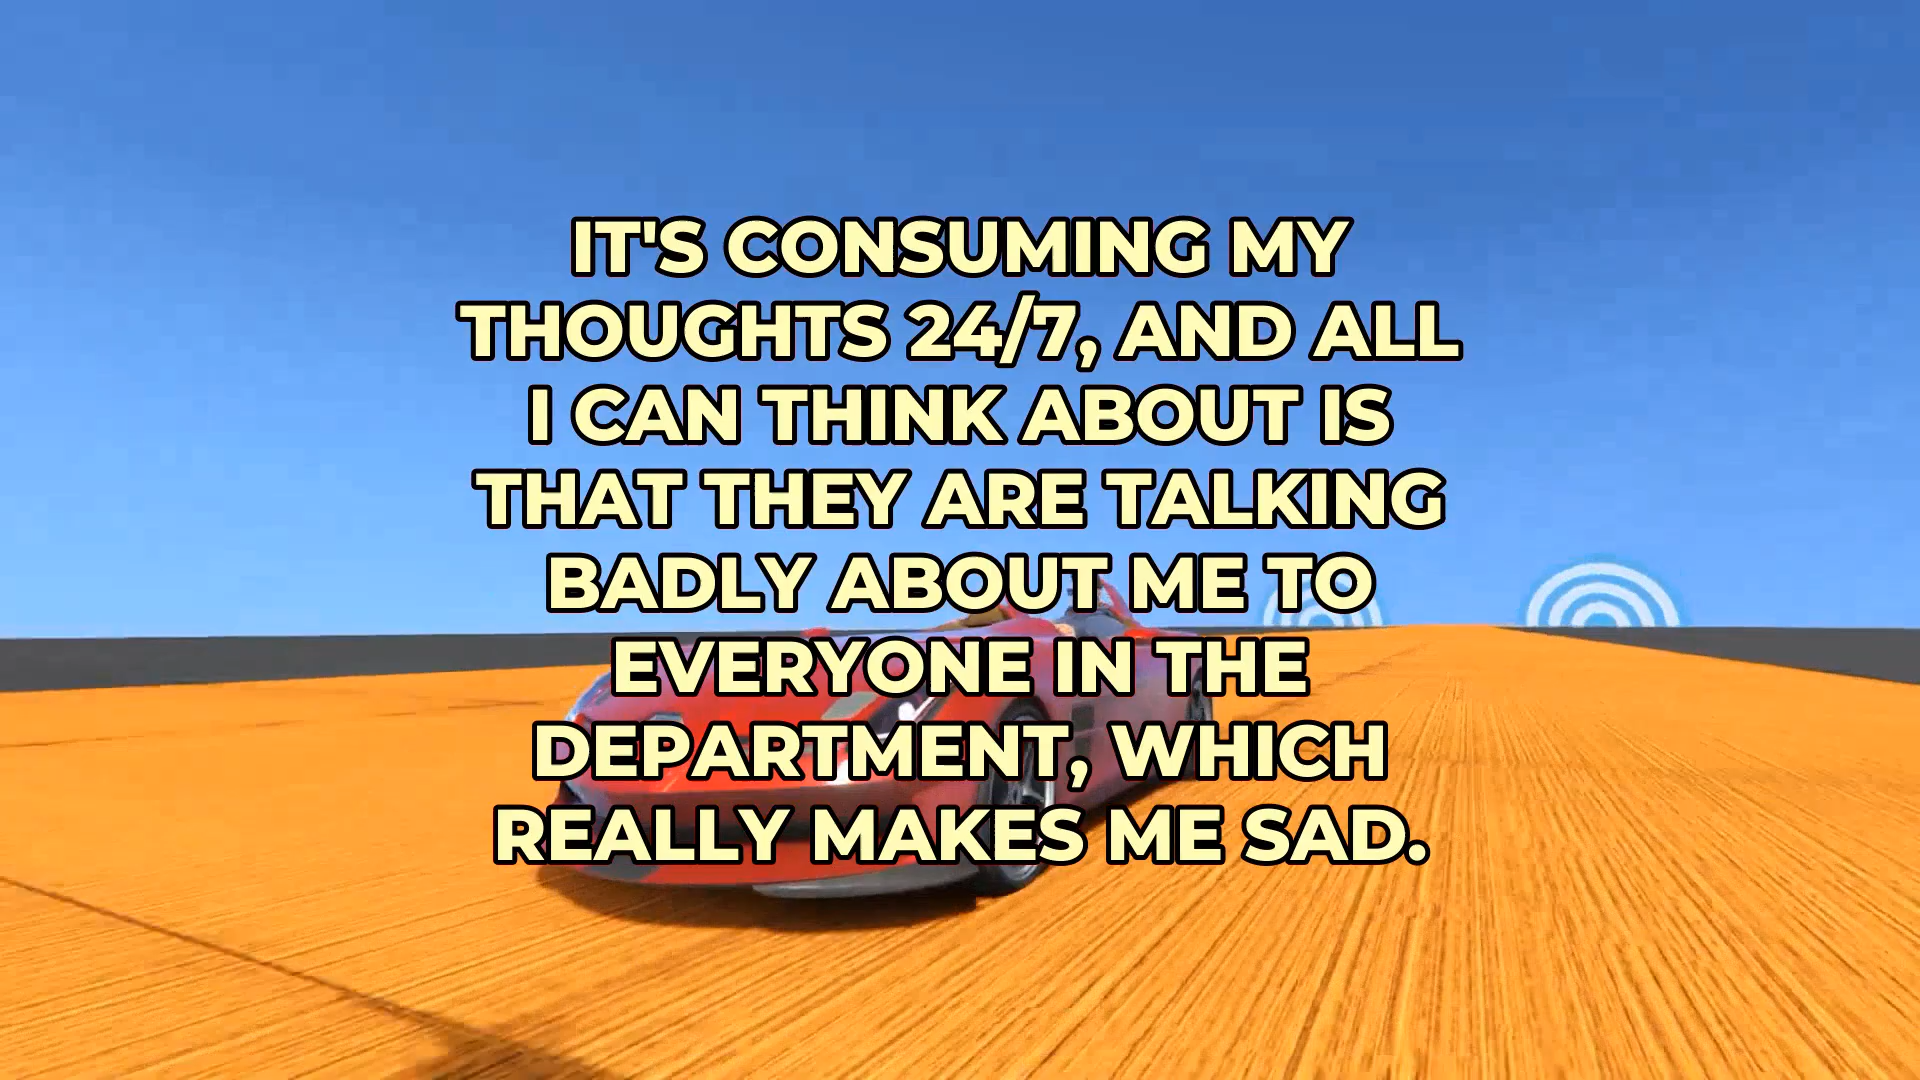 IT'S CONSUMING MY
THOUGHTS 24/7, AND ALL
I CAN THINK ABOUT IS
THAT THEY ARE TALKING
BADLY ABOUT ME TO
EVERYONE IN THE
DEPARTMENT, WHICH
REALLY MAKES ME SAD.